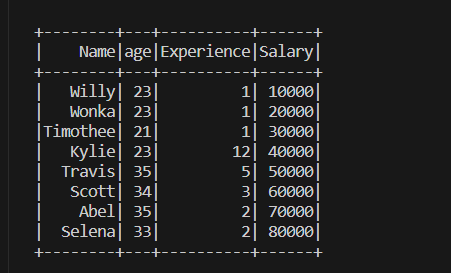 +--------+---+----------+------+
|    Name|age|Experience|Salary|
+--------+---+----------+------+
|   Willy| 23|         1| 10000|
|   Wonka| 23|         1| 20000|
|Timothee| 21|         1| 30000|
|   Kylie| 23|        12| 40000|
|  Travis| 35|         5| 50000|
|   Scott| 34|         3| 60000|
|    Abel| 35|         2| 70000|
|  Selena| 33|         2| 80000|
+--------+---+----------+------+